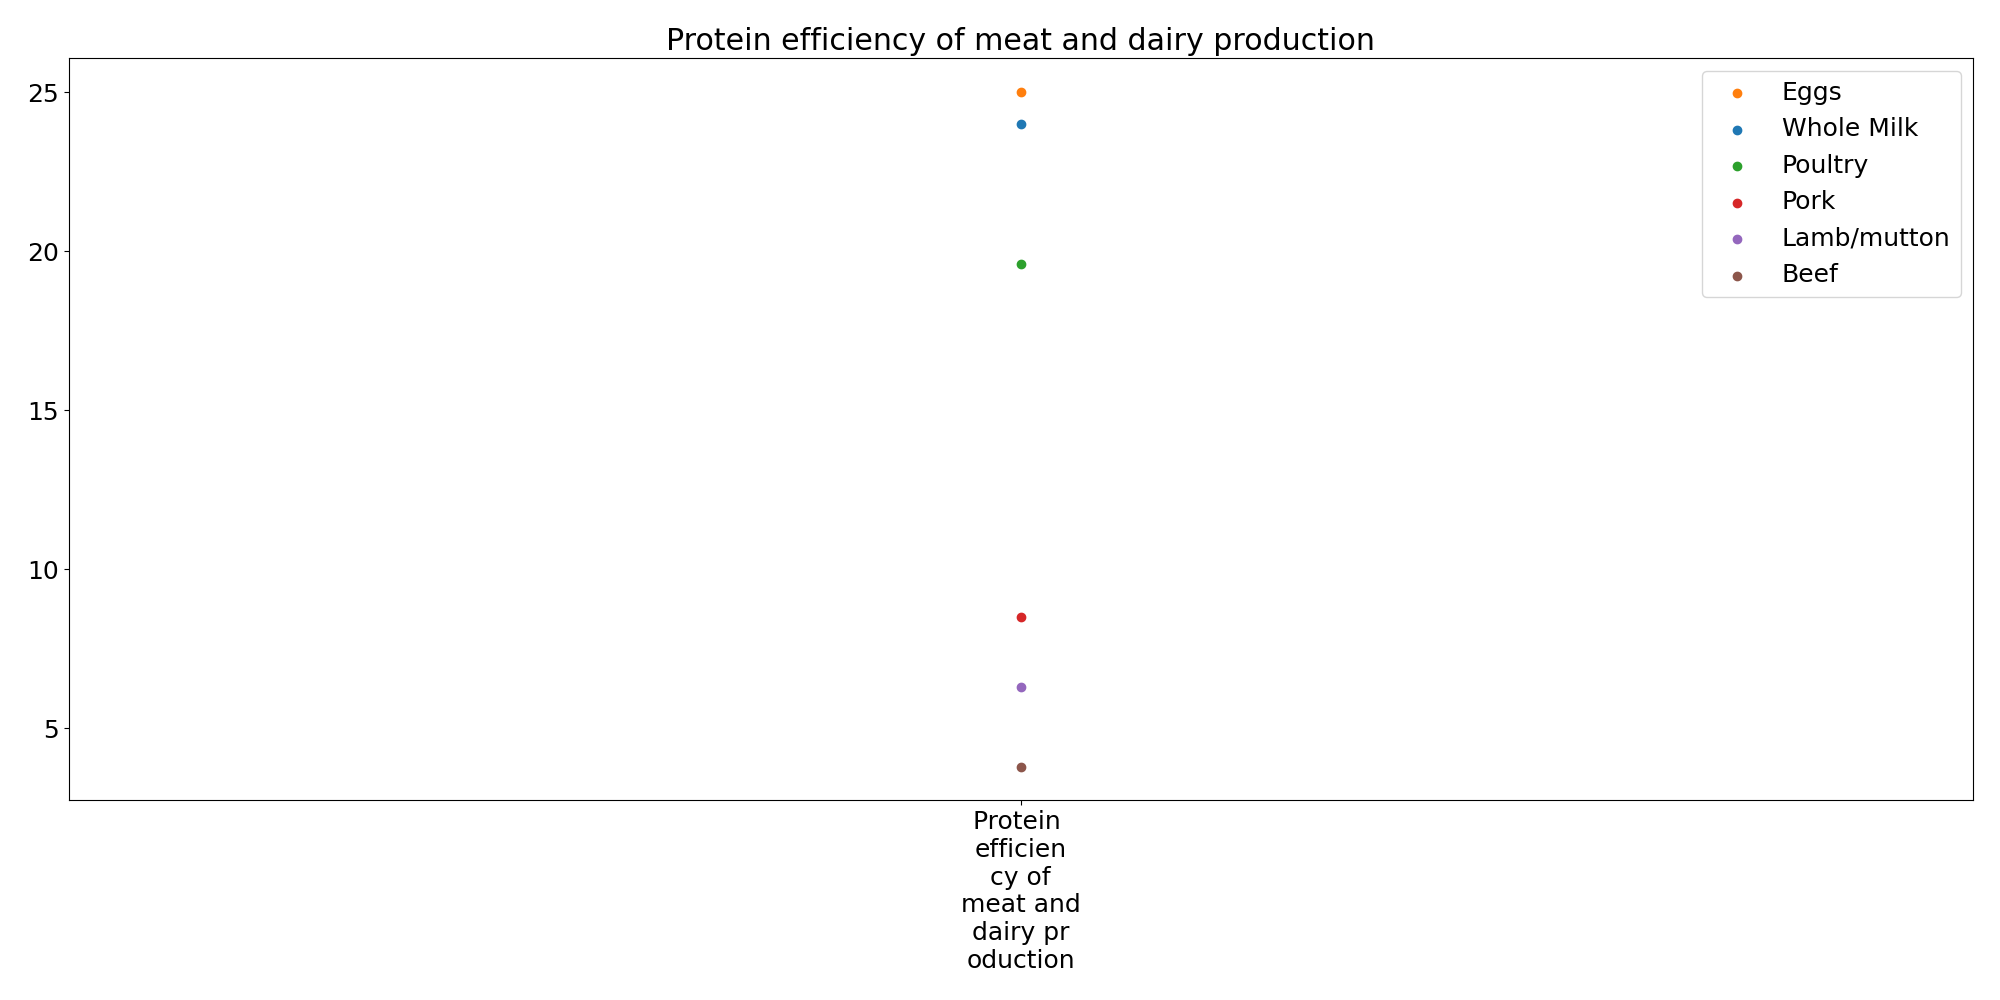 Protein efficiency of meat and dairy production
25
20
15
10
5
Eggs
Whole Milk
Poultry
Pork
Lamb/mutton
Beef
Protein
efficien
cy of
meat and
dairy pr
oduction